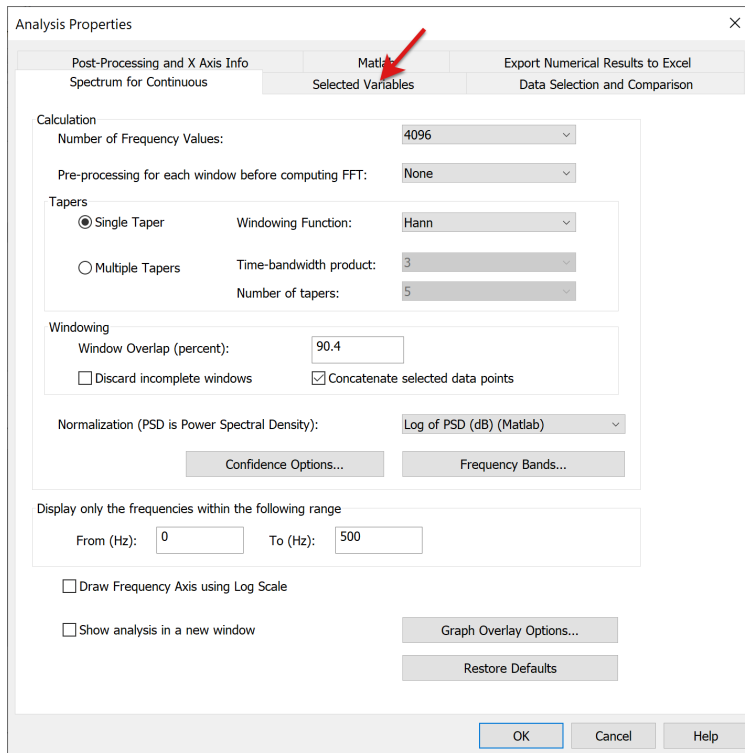 Analysis Properties
Post-Processing and X Axis Info
Matlab
Export Numerical Results to Excel
Spectrum for Continuous
Selected Variables
Data Selection and Comparison
Calculation
Number of Frequency Values:
4096
Pre-processing for each window before computing FFT:
None
Tapers
Single Taper
Windowing Function:
Hann
Multiple Tapers
Time-bandwidth product:
3
Number of tapers:
5
Windowing
Window Overlap (percent):
90.4
Discard incomplete windows
Concatenate selected data points
Normalization (PSD is Power Spectral Density):
Log of PSD (dB) (Matlab)
Confidence Options...
Frequency Bands...
Display only the frequencies within the following range
From (Hz):
0
To (Hz):
500
Draw Frequency Axis using Log Scale
Show analysis in a new window
Graph Overlay Options...
Restore Defaults
OK
Cancel
Help